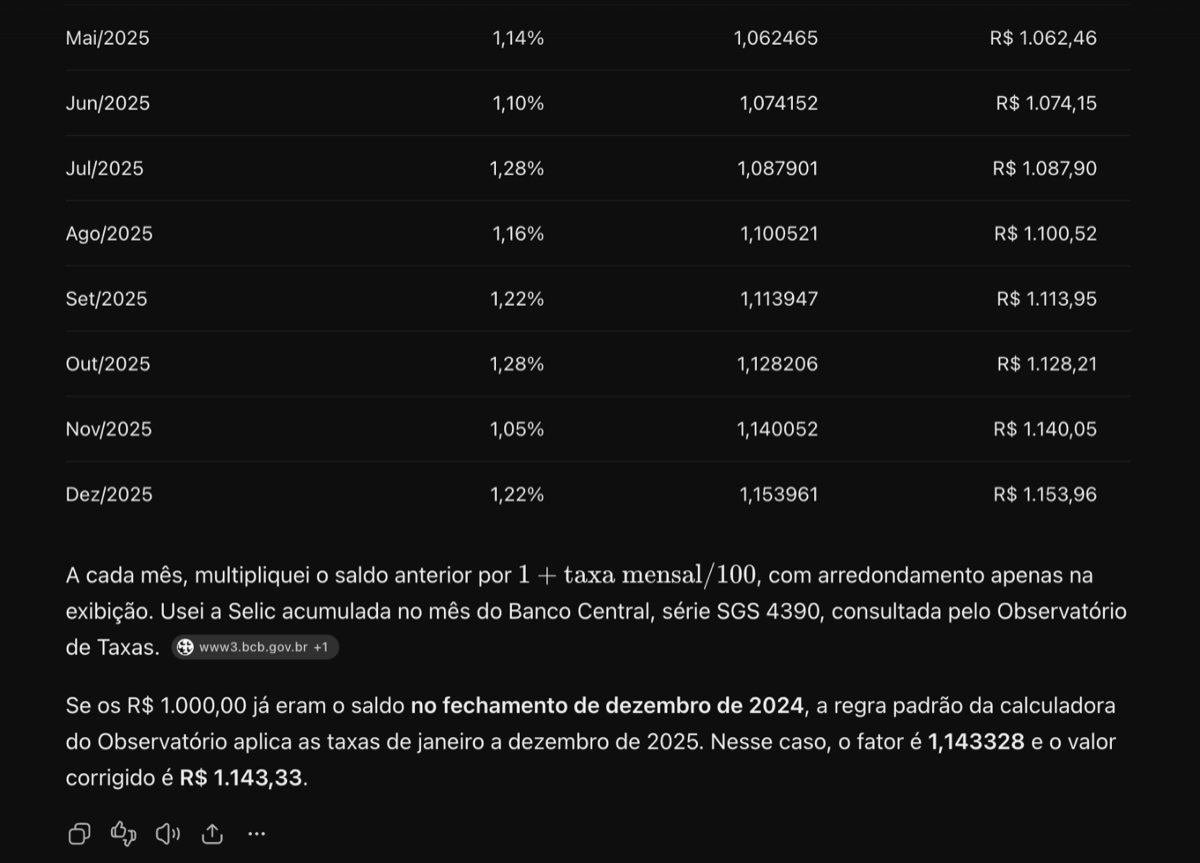 Mai/2025 1,14% 1,062465 R$ 1.062,46
Jun/2025 1,10% 1,074152 R$ 1.074,15
Jul/2025 1,28% 1,087901 R$ 1.087,90
Ago/2025 1,16% 1,100521 R$ 1.100,52
Set/2025 1,22% 1,113947 R$ 1.113,95
Out/2025 1,28% 1,128206 R$ 1.128,21
Nov/2025 1,05% 1,140052 R$ 1.140,05
Dez/2025 1,22% 1,153961 R$ 1.153,96
A cada mês, multipliquei o saldo anterior por 1 + taxa mensal/100, com arredondamento apenas na
exibição. Usei a Selic acumulada no mês do Banco Central, série SGS 4390, consultada pelo Observatório
de Taxas. www3.bcb.gov.br +1
Se os R$ 1.000,00 já eram o saldo no fechamento de dezembro de 2024, a regra padrão da calculadora
do Observatório aplica as taxas de janeiro a dezembro de 2025. Nesse caso, o fator é 1,143328 e o valor
corrigido é R$ 1.143,33.